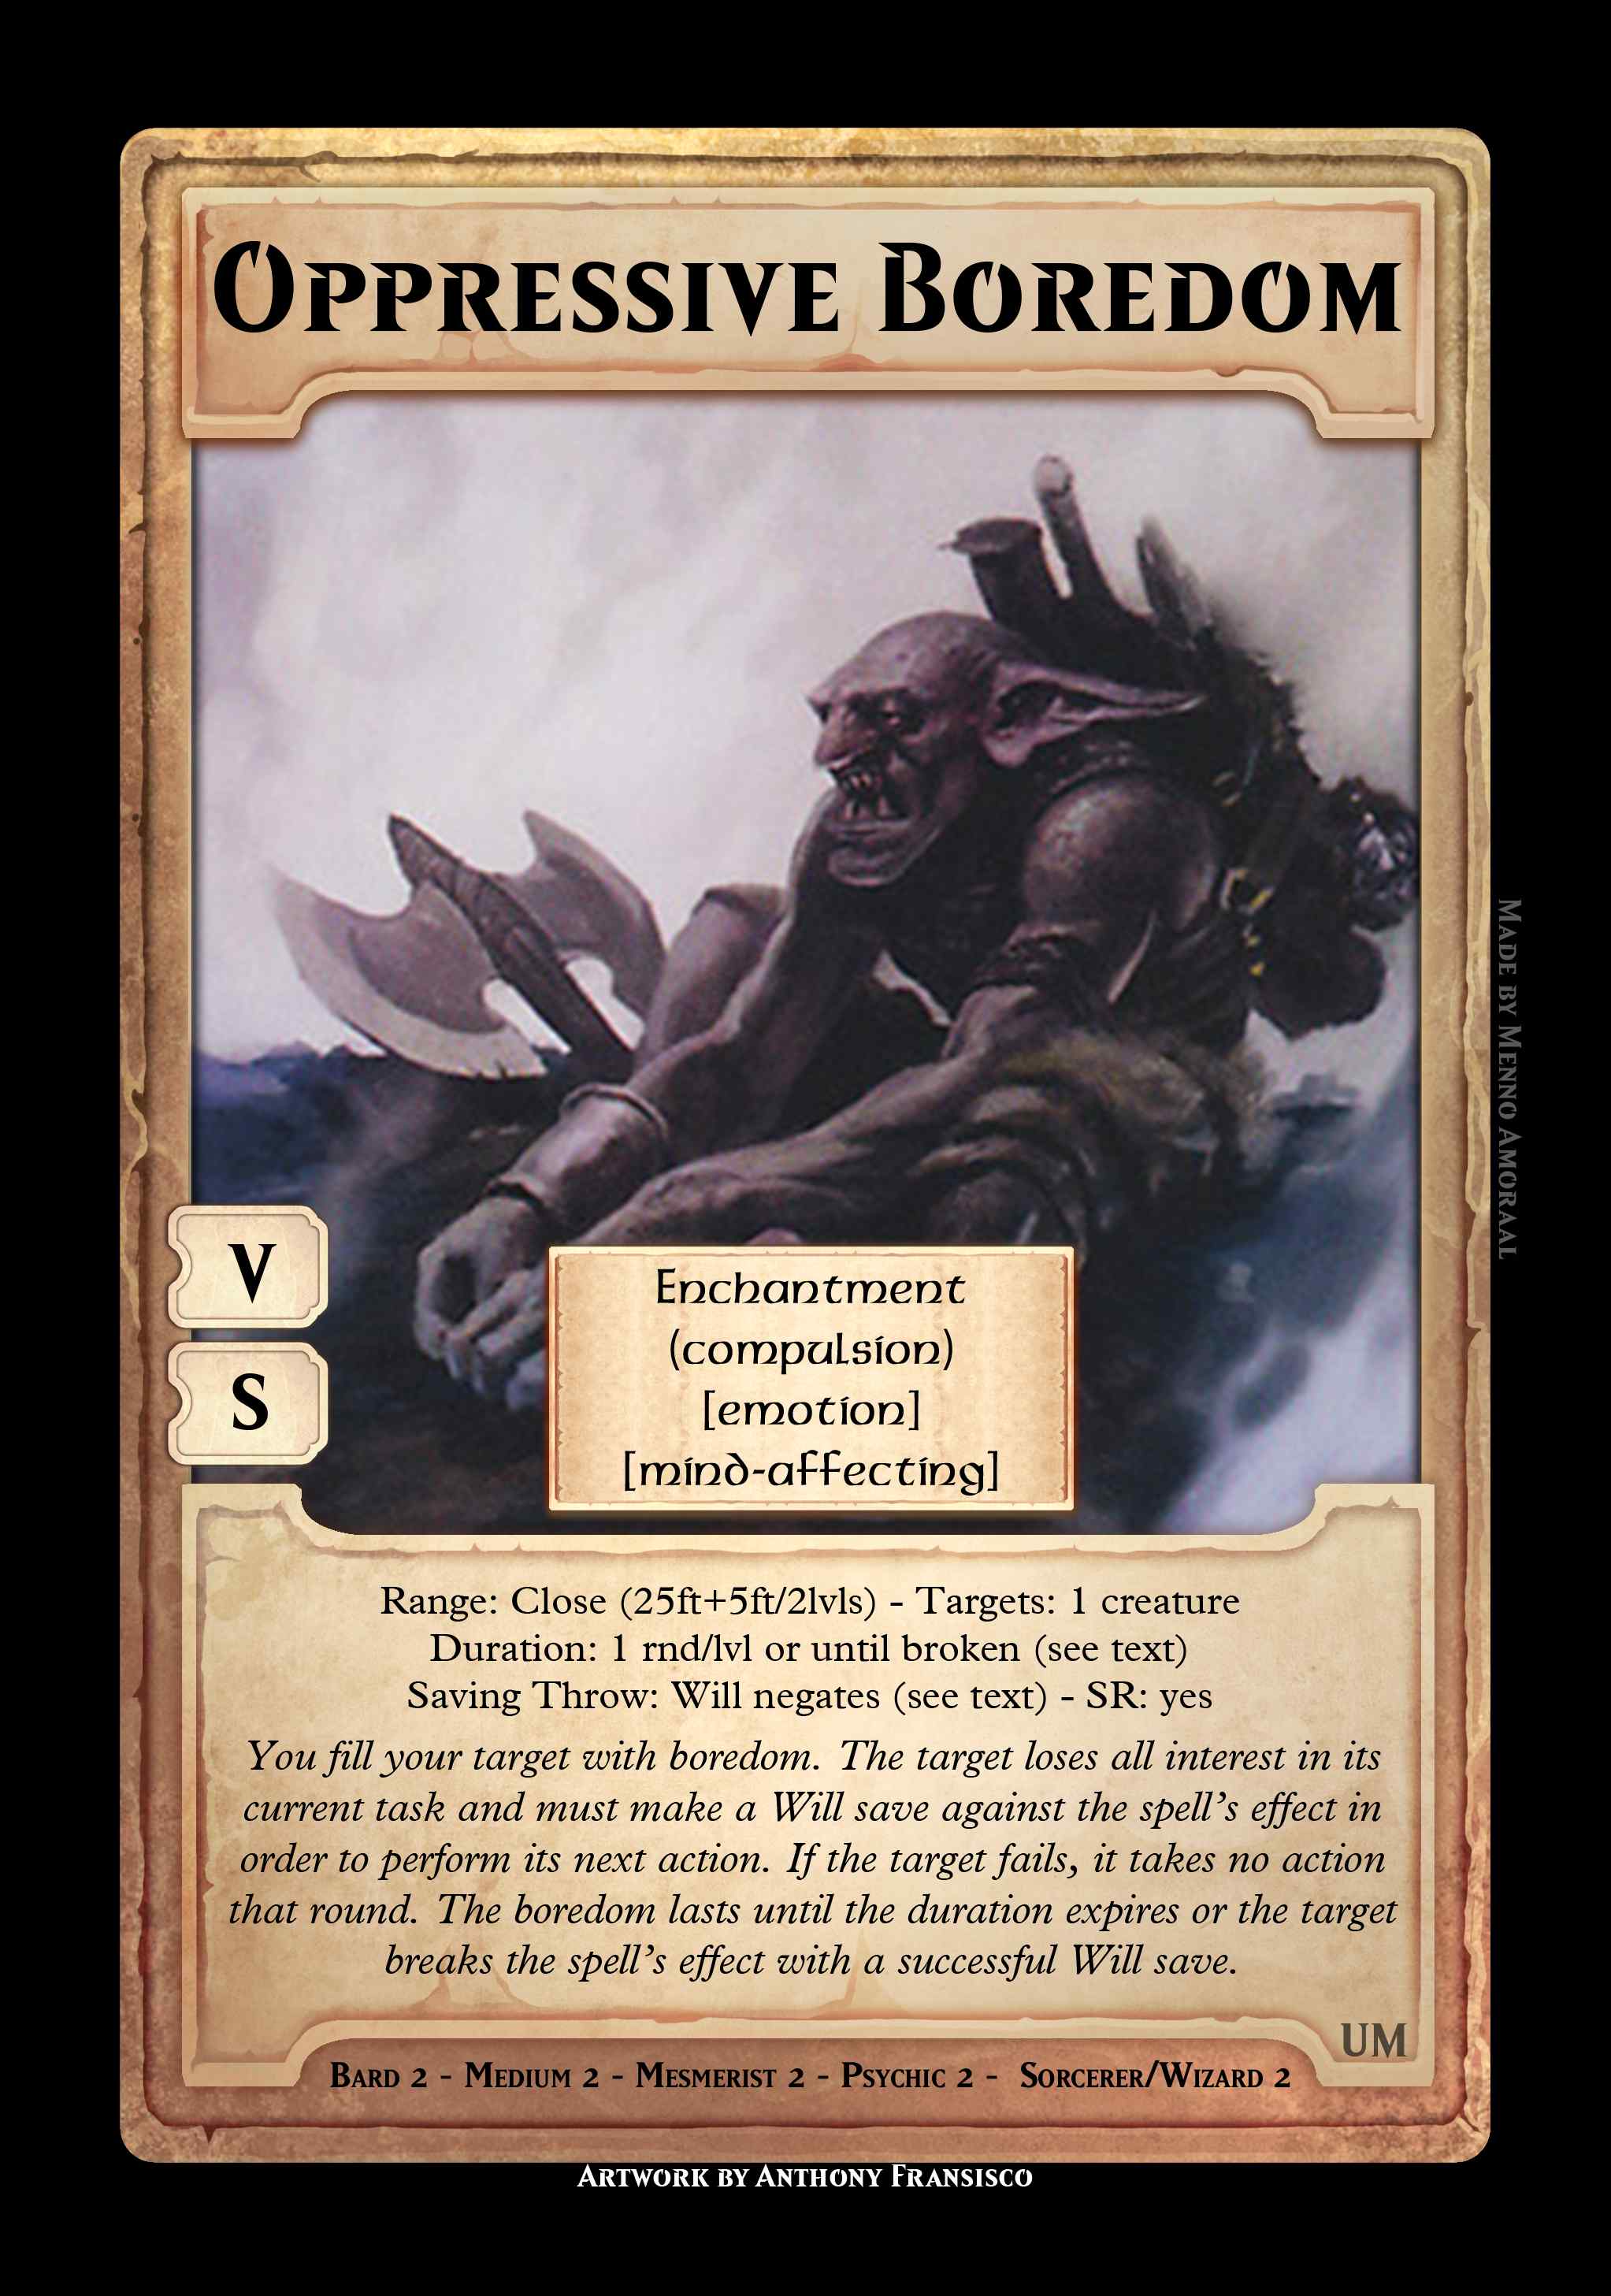 Oppressive Boredom
V
S
Enchantment
(compulsion)
[emotion]
[mind-affecting]
Range: Close (25ft+5ft/2lvls) - Targets: 1 creature
Duration: 1 rnd/lvl or until broken (see text)
Saving Throw: Will negates (see text) - SR: yes
You fill your target with boredom. The target loses all interest in its
current task and must make a Will save against the spell's effect in
order to perform its next action. If the target fails, it takes no action
that round. The boredom lasts until the duration expires or the target
breaks the spell's effect with a successful Will save.
UM
Bard 2 - Medium 2 - Mesmerist 2 - Psychic 2 - Sorcerer/Wizard 2
Artwork by Anthony Fransisco
Made by Menno Amoraal